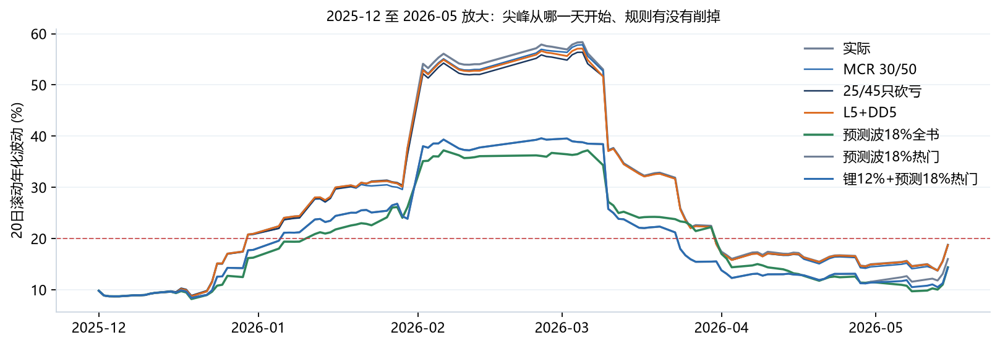 2025-12 至 2026-05 放大：尖峰从哪一天开始、规则有没有削掉
20日滚动年化波动 (%)
60
50
40
30
20
10
实际
MCR 30/50
25/45只砍亏
L5+DD5
预测波18%全书
预测波18%热门
锂12%+预测18%热门
2025-12
2026-01
2026-02
2026-03
2026-04
2026-05